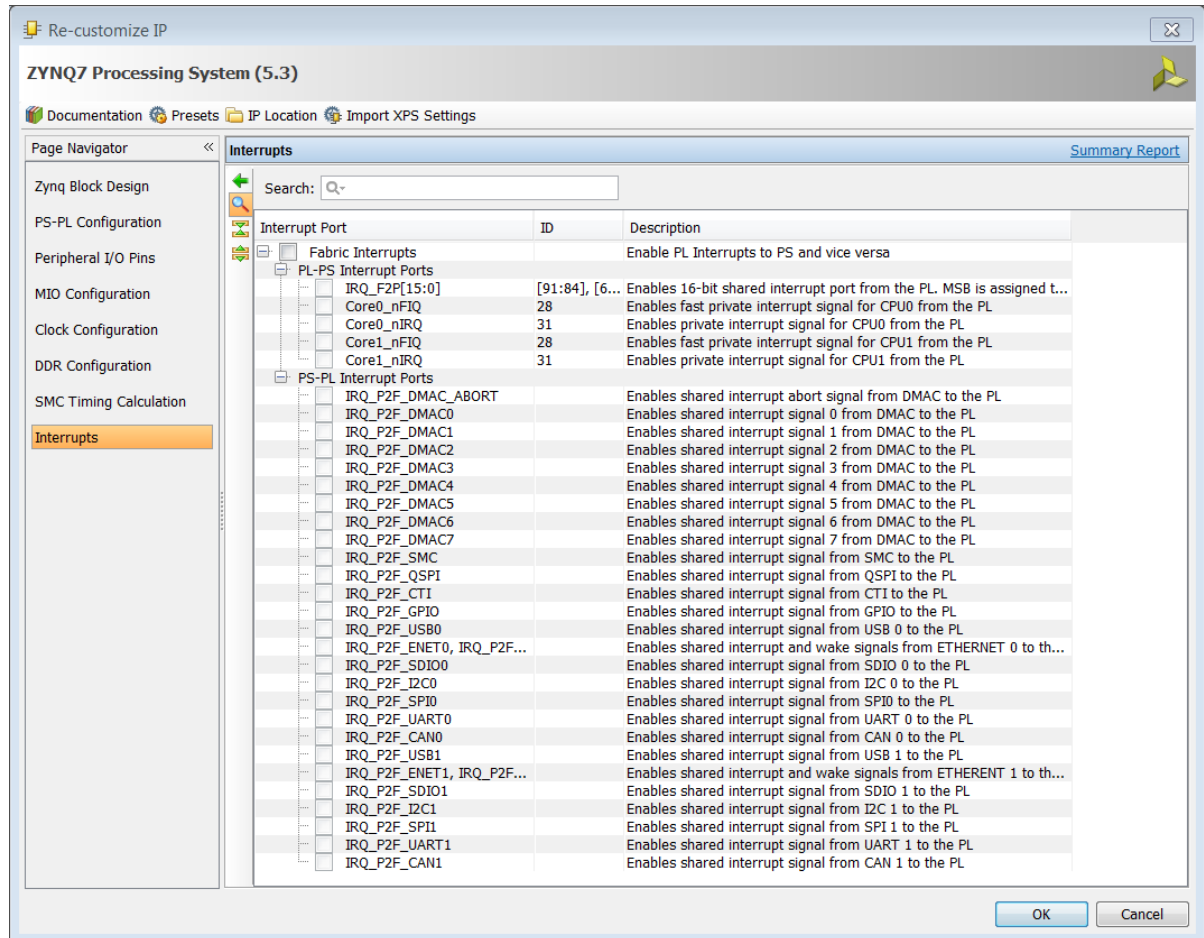 Re-customize IP
ZYNQ7 Processing System (5.3)
Documentation Presets IP Location Import XPS Settings
Page Navigator «
Zynq Block Design
PS-PL Configuration
Peripheral I/O Pins
MIO Configuration
Clock Configuration
DDR Configuration
SMC Timing Calculation
Interrupts
Interrupts Summary Report
Search:
Interrupt Port ID Description
Fabric Interrupts Enable PL Interrupts to PS and vice versa
PL-PS Interrupt Ports
IRQ_F2P[15:0] [91:84], [6... Enables 16-bit shared interrupt port from the PL. MSB is assigned t...
Core0_nFIQ 28 Enables fast private interrupt signal for CPU0 from the PL
Core0_nIRQ 31 Enables private interrupt signal for CPU0 from the PL
Core1_nFIQ 28 Enables fast private interrupt signal for CPU1 from the PL
Core1_nIRQ 31 Enables private interrupt signal for CPU1 from the PL
PS-PL Interrupt Ports
IRQ_P2F_DMAC_ABORT Enables shared interrupt abort signal from DMAC to the PL
IRQ_P2F_DMAC0 Enables shared interrupt signal 0 from DMAC to the PL
IRQ_P2F_DMAC1 Enables shared interrupt signal 1 from DMAC to the PL
IRQ_P2F_DMAC2 Enables shared interrupt signal 2 from DMAC to the PL
IRQ_P2F_DMAC3 Enables shared interrupt signal 3 from DMAC to the PL
IRQ_P2F_DMAC4 Enables shared interrupt signal 4 from DMAC to the PL
IRQ_P2F_DMAC5 Enables shared interrupt signal 5 from DMAC to the PL
IRQ_P2F_DMAC6 Enables shared interrupt signal 6 from DMAC to the PL
IRQ_P2F_DMAC7 Enables shared interrupt signal 7 from DMAC to the PL
IRQ_P2F_SMC Enables shared interrupt signal from SMC to the PL
IRQ_P2F_QSPI Enables shared interrupt signal from QSPI to the PL
IRQ_P2F_CTI Enables shared interrupt signal from CTI to the PL
IRQ_P2F_GPIO Enables shared interrupt signal from GPIO to the PL
IRQ_P2F_USB0 Enables shared interrupt signal from USB 0 to the PL
IRQ_P2F_ENET0, IRQ_P2F... Enables shared interrupt and wake signals from ETHERNET 0 to th...
IRQ_P2F_SDIO0 Enables shared interrupt signal from SDIO 0 to the PL
IRQ_P2F_I2C0 Enables shared interrupt signal from I2C 0 to the PL
IRQ_P2F_SPI0 Enables shared interrupt signal from SPI0 to the PL
IRQ_P2F_UART0 Enables shared interrupt signal from UART 0 to the PL
IRQ_P2F_CAN0 Enables shared interrupt signal from CAN 0 to the PL
IRQ_P2F_USB1 Enables shared interrupt signal from USB 1 to the PL
IRQ_P2F_ENET1, IRQ_P2F... Enables shared interrupt and wake signals from ETHERENT 1 to th...
IRQ_P2F_SDIO1 Enables shared interrupt signal from SDIO 1 to the PL
IRQ_P2F_I2C1 Enables shared interrupt signal from I2C 1 to the PL
IRQ_P2F_SPI1 Enables shared interrupt signal from SPI 1 to the PL
IRQ_P2F_UART1 Enables shared interrupt signal from UART 1 to the PL
IRQ_P2F_CAN1 Enables shared interrupt signal from CAN 1 to the PL
OK Cancel